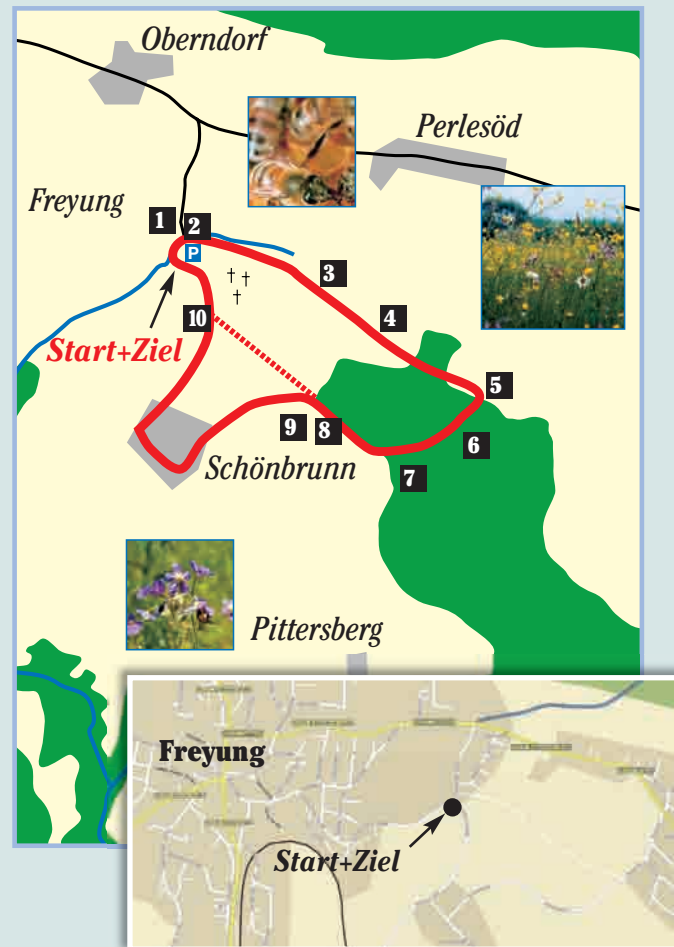 Oberndorf
Perlesöd
Freyung
1
2
P
3
10
4
Start+Ziel
5
9
8
6
Schönbrunn
7
Pittersberg
Freyung
Start+Ziel